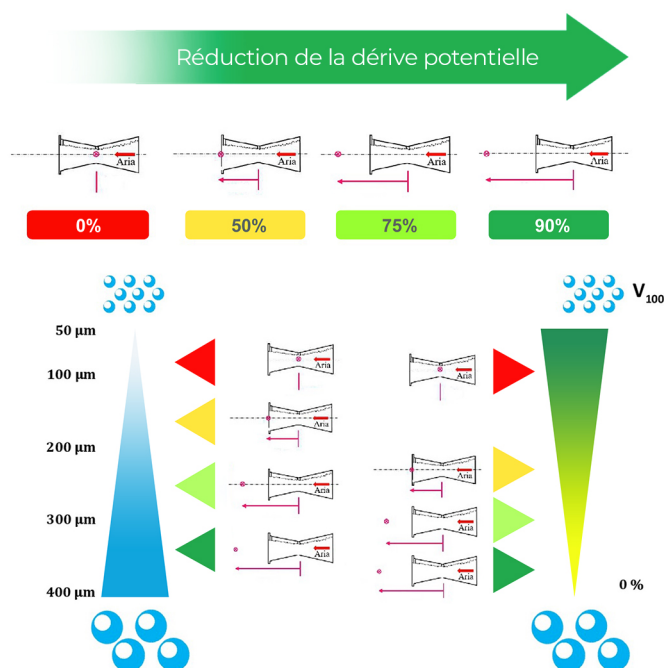 Réduction de la dérive potentielle
Aria
Aria
Aria
Aria
0%
50%
75%
90%
V100
50 µm
100 µm
200 µm
300 µm
400 µm
Aria
Aria
Aria
Aria
Aria
Aria
Aria
Aria
0 %